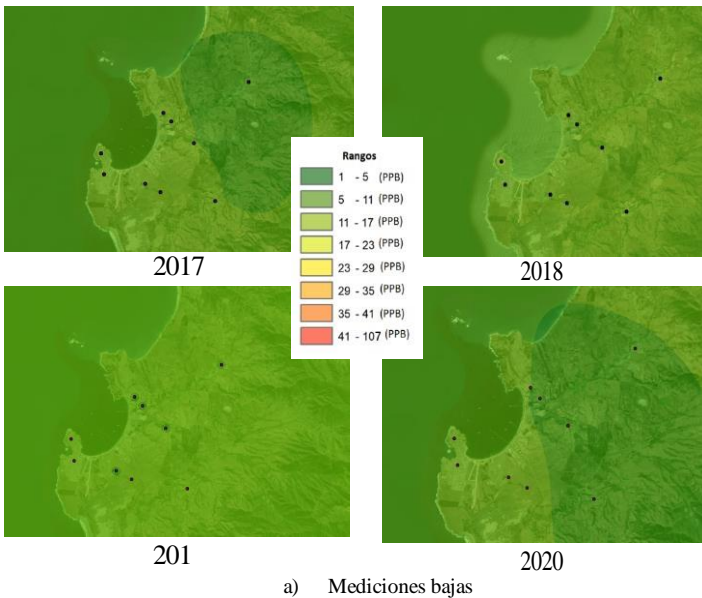 2017
2018
Rangos
1 - 5 (PPB)
5 - 11 (PPB)
11 - 17 (PPB)
17 - 23 (PPB)
23 - 29 (PPB)
29 - 35 (PPB)
35 - 41 (PPB)
41 - 107 (PPB)
201
2020
a) Mediciones bajas